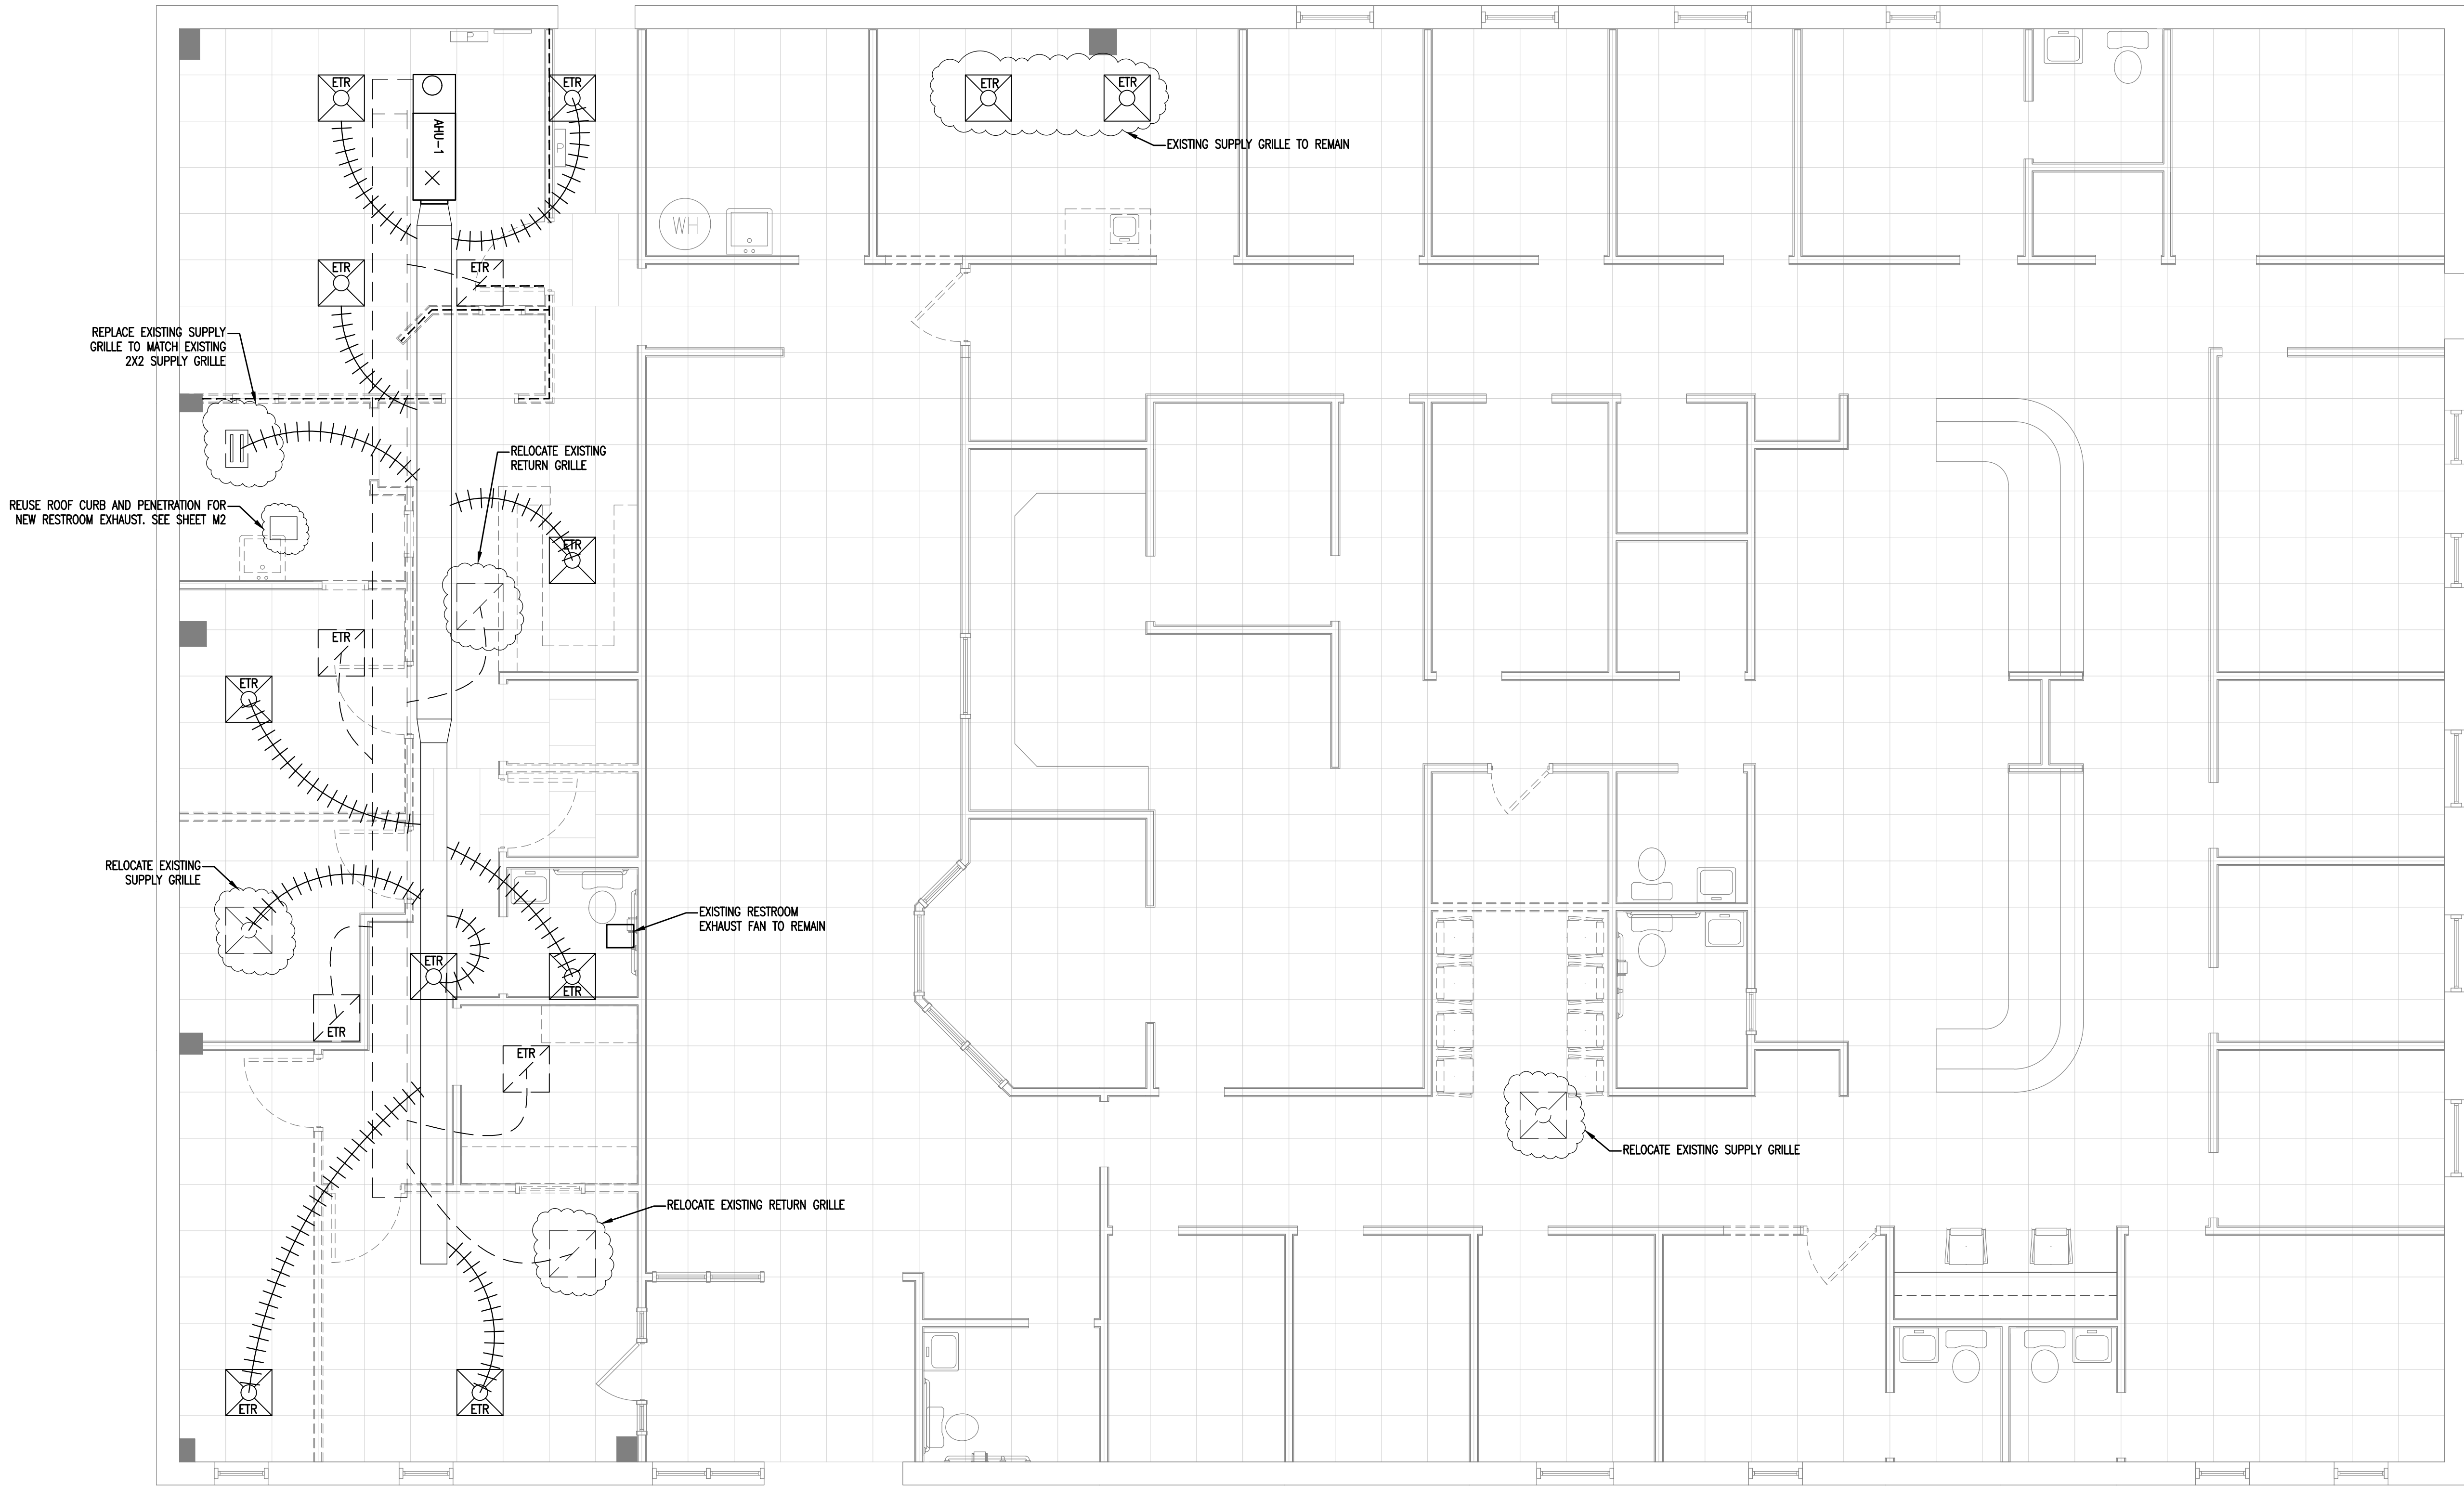 P
ETR
ETR
ETR
ETR
AHU-1
P
EXISTING SUPPLY GRILLE TO REMAIN
WH
ETR
ETR
REPLACE EXISTING SUPPLY
GRILLE TO MATCH EXISTING
2X2 SUPPLY GRILLE
RELOCATE EXISTING
RETURN GRILLE
REUSE ROOF CURB AND PENETRATION FOR
NEW RESTROOM EXHAUST. SEE SHEET M2
ETR
ETR
ETR
RELOCATE EXISTING
SUPPLY GRILLE
EXISTING RESTROOM
EXHAUST FAN TO REMAIN
ETR
ETR
ETR
ETR
RELOCATE EXISTING SUPPLY GRILLE
RELOCATE EXISTING RETURN GRILLE
ETR
ETR